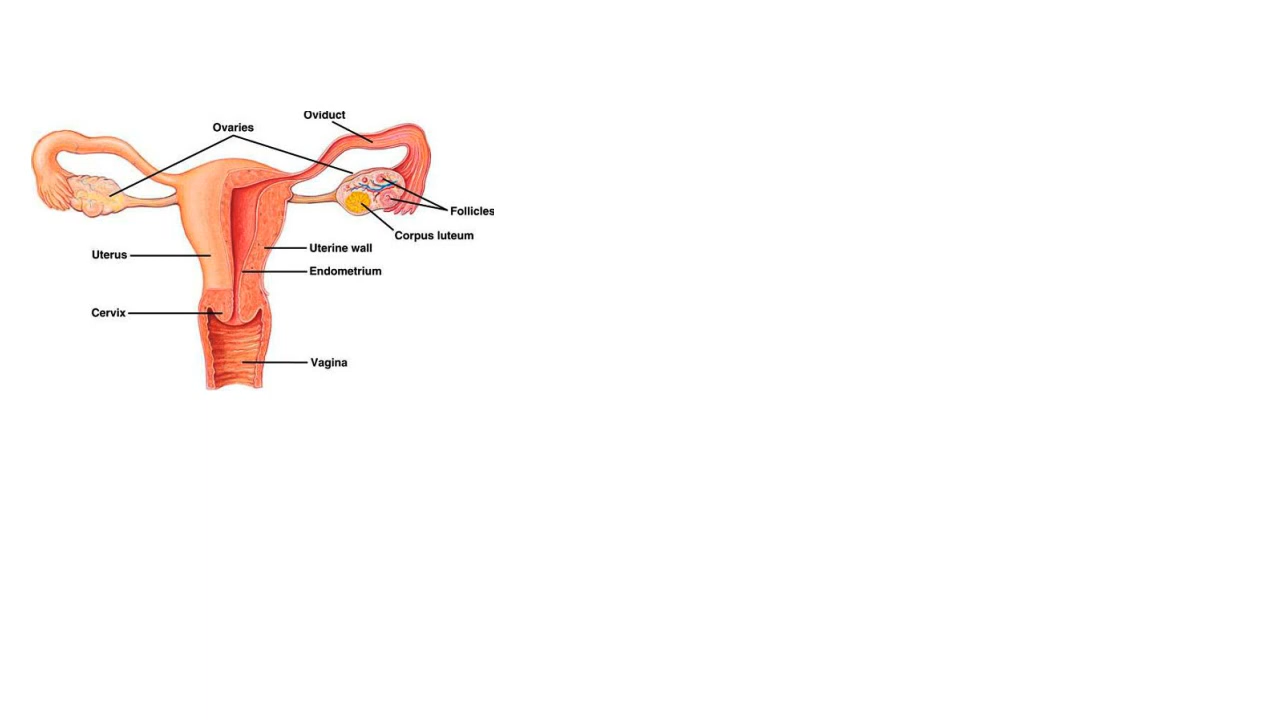 Oviduct
Ovaries
Follicles
Corpus luteum
Uterine wall
Uterus
Endometrium
Cervix
Vagina